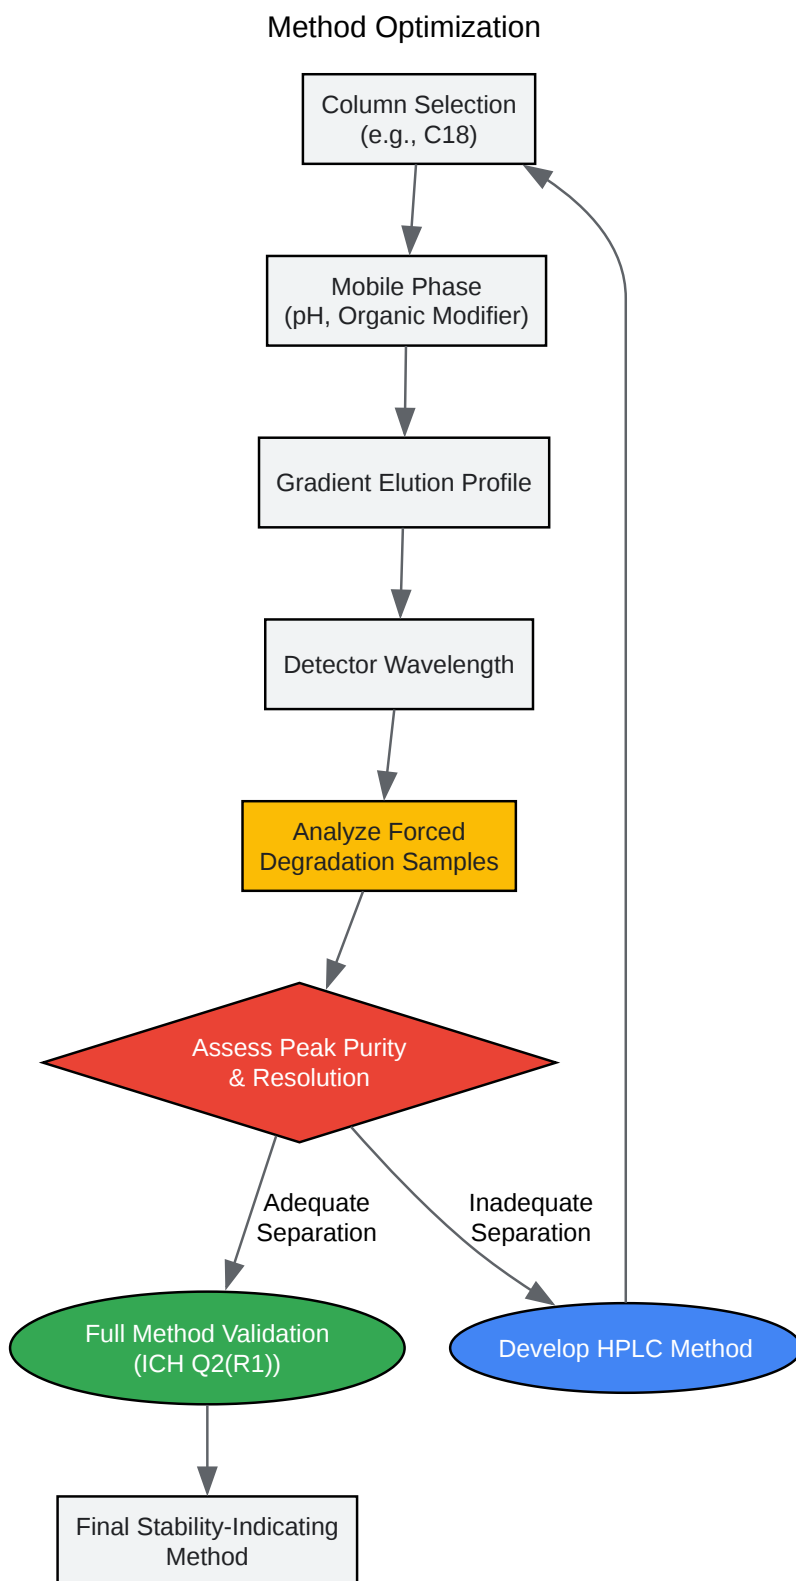 Method Optimization
Column Selection
(e.g., C18)
Mobile Phase
(pH, Organic Modifier)
Gradient Elution Profile
Detector Wavelength
Analyze Forced
Degradation Samples
Assess Peak Purity
& Resolution
Adequate
Separation
Inadequate
Separation
Full Method Validation
(ICH Q2(R1))
Develop HPLC Method
Final Stability-Indicating
Method